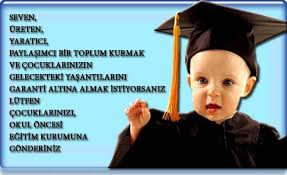 SEVEN,
ÜRETEN,
YARATICI,
PAYLAŞIMCI BİR TOPLUM KURMAK
VE ÇOCUKLARINIZIN
GELECEKTEKİ YAŞANTILARINI
GARANTİ ALTINA ALMAK İSTİYORSANIZ
LÜTFEN
ÇOCUKLARINIZI,
OKUL ÖNCESİ
EĞİTİM KURUMUNA
GÖNDERİNİZ